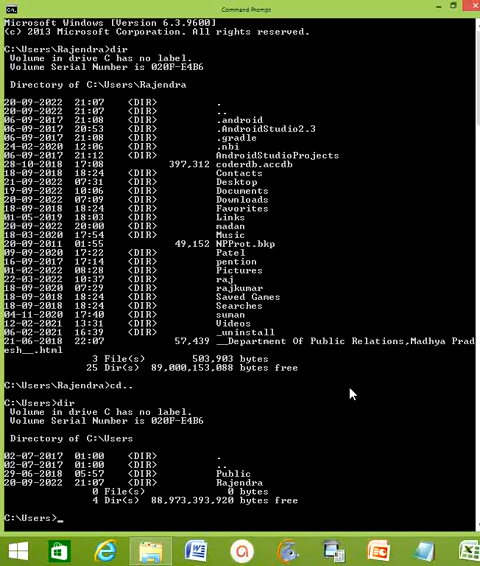 Command Prompt
Microsoft Windows [Version 6.3.9600]
(c) 2013 Microsoft Corporation. All rights reserved.
C:\Users\Rajendra>dir
Volume in drive C has no label.
Volume Serial Number is 020F-E4B6
Directory of C:\Users\Rajendra
20-09-2022 21:07 <DIR> .
20-09-2022 21:07 <DIR> ..
06-09-2017 21:08 <DIR> .android
06-09-2017 20:53 <DIR> .AndroidStudio2.3
06-09-2017 21:08 <DIR> .gradle
24-02-2020 12:06 <DIR> .nbi
06-09-2017 21:12 <DIR> AndroidStudioProjects
28-10-2018 17:08 397,312 coderdb.accdb
18-09-2018 18:24 <DIR> Contacts
21-09-2022 07:31 <DIR> Desktop
19-09-2022 10:06 <DIR> Documents
20-09-2022 07:09 <DIR> Downloads
18-09-2018 18:24 <DIR> Favorites
01-05-2019 18:03 <DIR> Links
02-09-2022 20:00 <DIR> madan
18-03-2020 17:54 <DIR> Music
20-09-2011 01:55 49,152 NPProt.bkp
09-09-2020 17:22 <DIR> Patel
16-09-2017 17:14 <DIR> pention
01-02-2022 08:28 <DIR> Pictures
22-03-2022 10:37 <DIR> raj
18-09-2020 07:29 <DIR> rajkumar
18-09-2018 18:24 <DIR> Saved Games
18-09-2018 18:24 <DIR> Searches
04-11-2020 17:40 <DIR> suman
12-02-2021 13:31 <DIR> Videos
06-02-2021 16:39 <DIR> _uninstall
21-06-2018 22:07 57,439 __Department Of Public Relations,Madhya Prad
esh__.html
3 File(s) 503,903 bytes
25 Dir(s) 89,000,153,088 bytes free
C:\Users\Rajendra>cd..
C:\Users>dir
Volume in drive C has no label.
Volume Serial Number is 020F-E4B6
Directory of C:\Users
02-07-2017 01:00 <DIR> .
02-07-2017 01:00 <DIR> ..
29-06-2018 05:57 <DIR> Public
20-09-2022 21:07 <DIR> Rajendra
0 File(s) 0 bytes
4 Dir(s) 88,973,393,920 bytes free
C:\Users>_